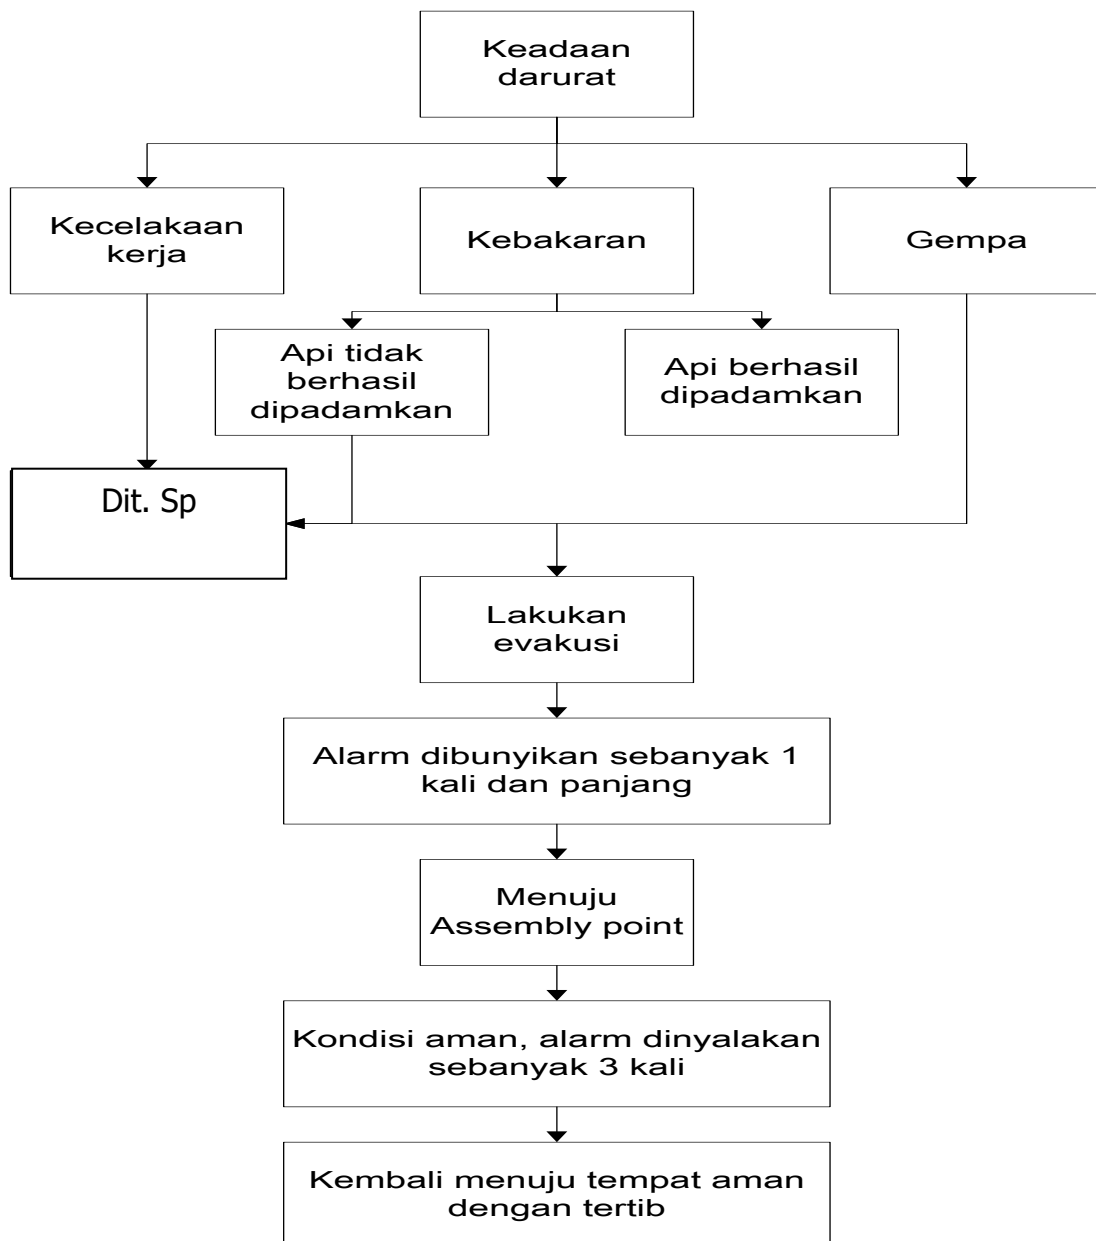 Keadaan
darurat
Kecelakaan
kerja
Kebakaran
Gempa
Api tidak
berhasil
dipadamkan
Api berhasil
dipadamkan
Dit. Sp
Lakukan
evakusi
Alarm dibunyikan sebanyak 1
kali dan panjang
Menuju
Assembly point
Kondisi aman, alarm dinyalakan
sebanyak 3 kali
Kembali menuju tempat aman
dengan tertib